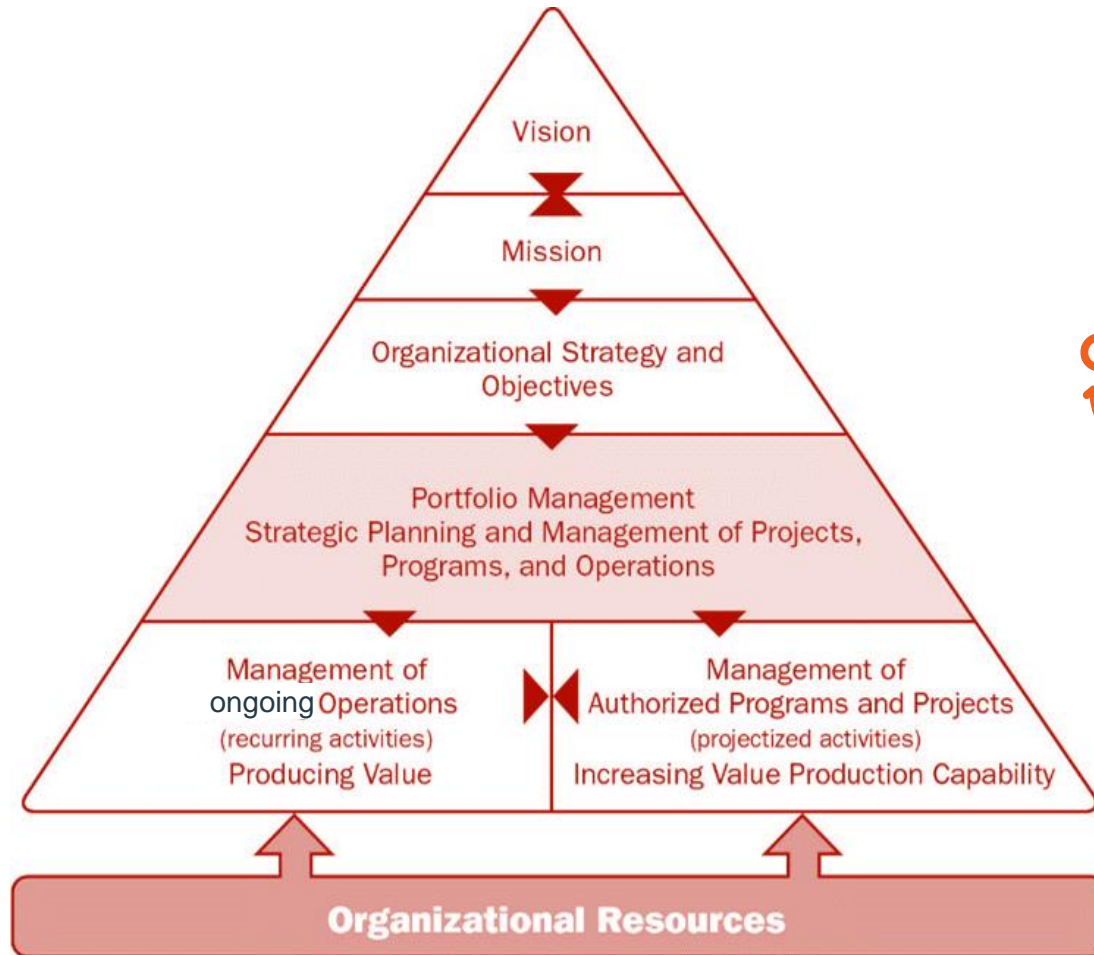 Vision
Mission
Organizational Strategy and
Objectives
Portfolio Management
Strategic Planning and Management of Projects,
Programs, and Operations
Management of
ongoing Operations
(recurring activities)
Producing Value
Management of
Authorized Programs and Projects
(projectized activities)
Increasing Value Production Capability
Organizational Resources